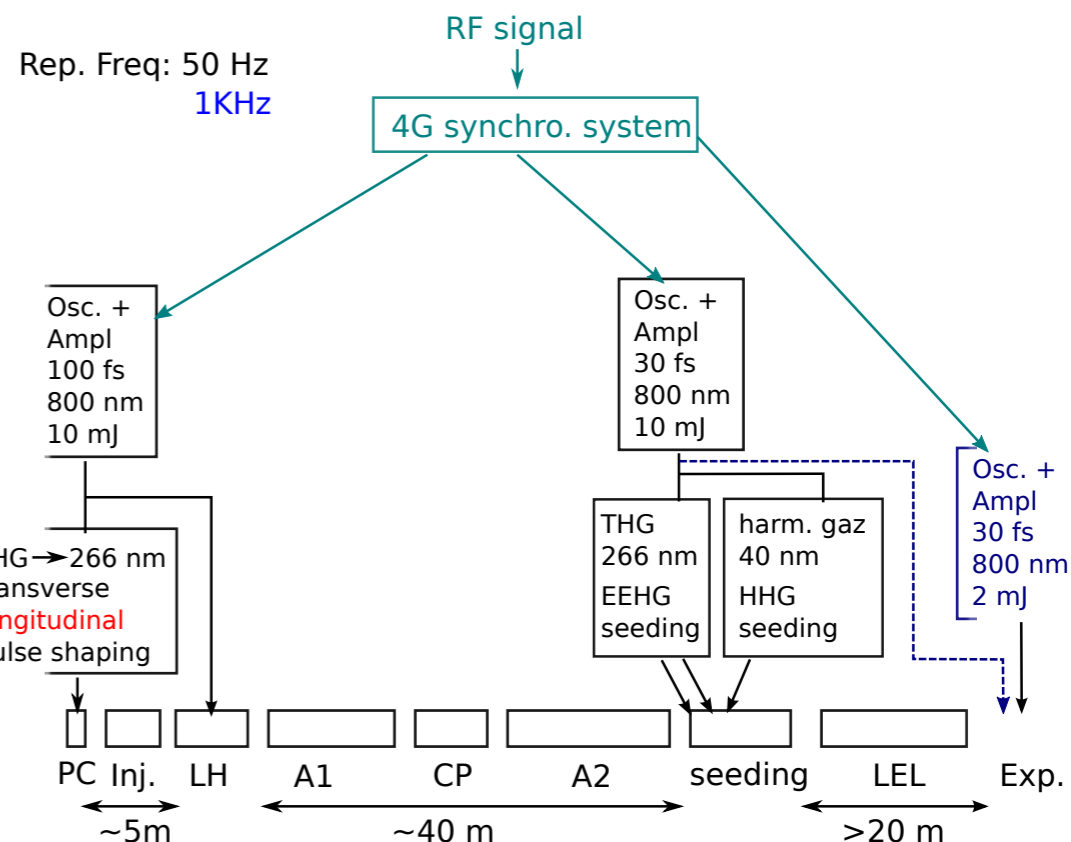 RF signal
Rep. Freq: 50 Hz
1KHz
4G synchro. system
Osc. +
Ampl
100 fs
800 nm
10 mJ
Osc. +
Ampl
30 fs
800 nm
10 mJ
Osc. +
Ampl
30 fs
800 nm
2 mJ
HG 266 nm
ansverse
ngitudinal
ulse shaping
THG
266 nm
EEHG
seeding
harm. gaz
40 nm
HHG
seeding
PC Inj. LH A1 CP A2 seeding LEL Exp.
~5m ~40 m >20 m